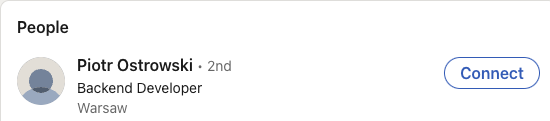 People
Piotr Ostrowski • 2nd
Connect
Backend Developer
Warsaw